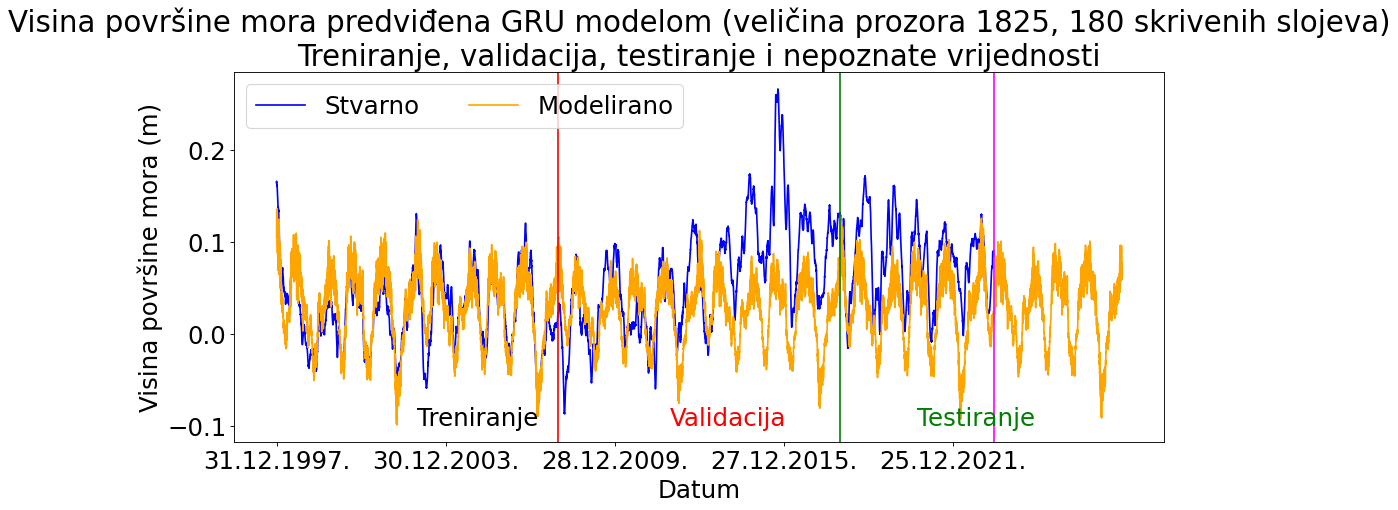 Visina površine mora predviđena GRU modelom (veličina prozora 1825, 180 skrivenih slojeva)
Treniranje, validacija, testiranje i nepoznate vrijednosti
Stvarno
Modelirano
Visina površine mora (m)
0.2
0.1
0.0
−0.1
Treniranje
Validacija
Testiranje
31.12.1997.
30.12.2003.
28.12.2009.
27.12.2015.
25.12.2021.
Datum